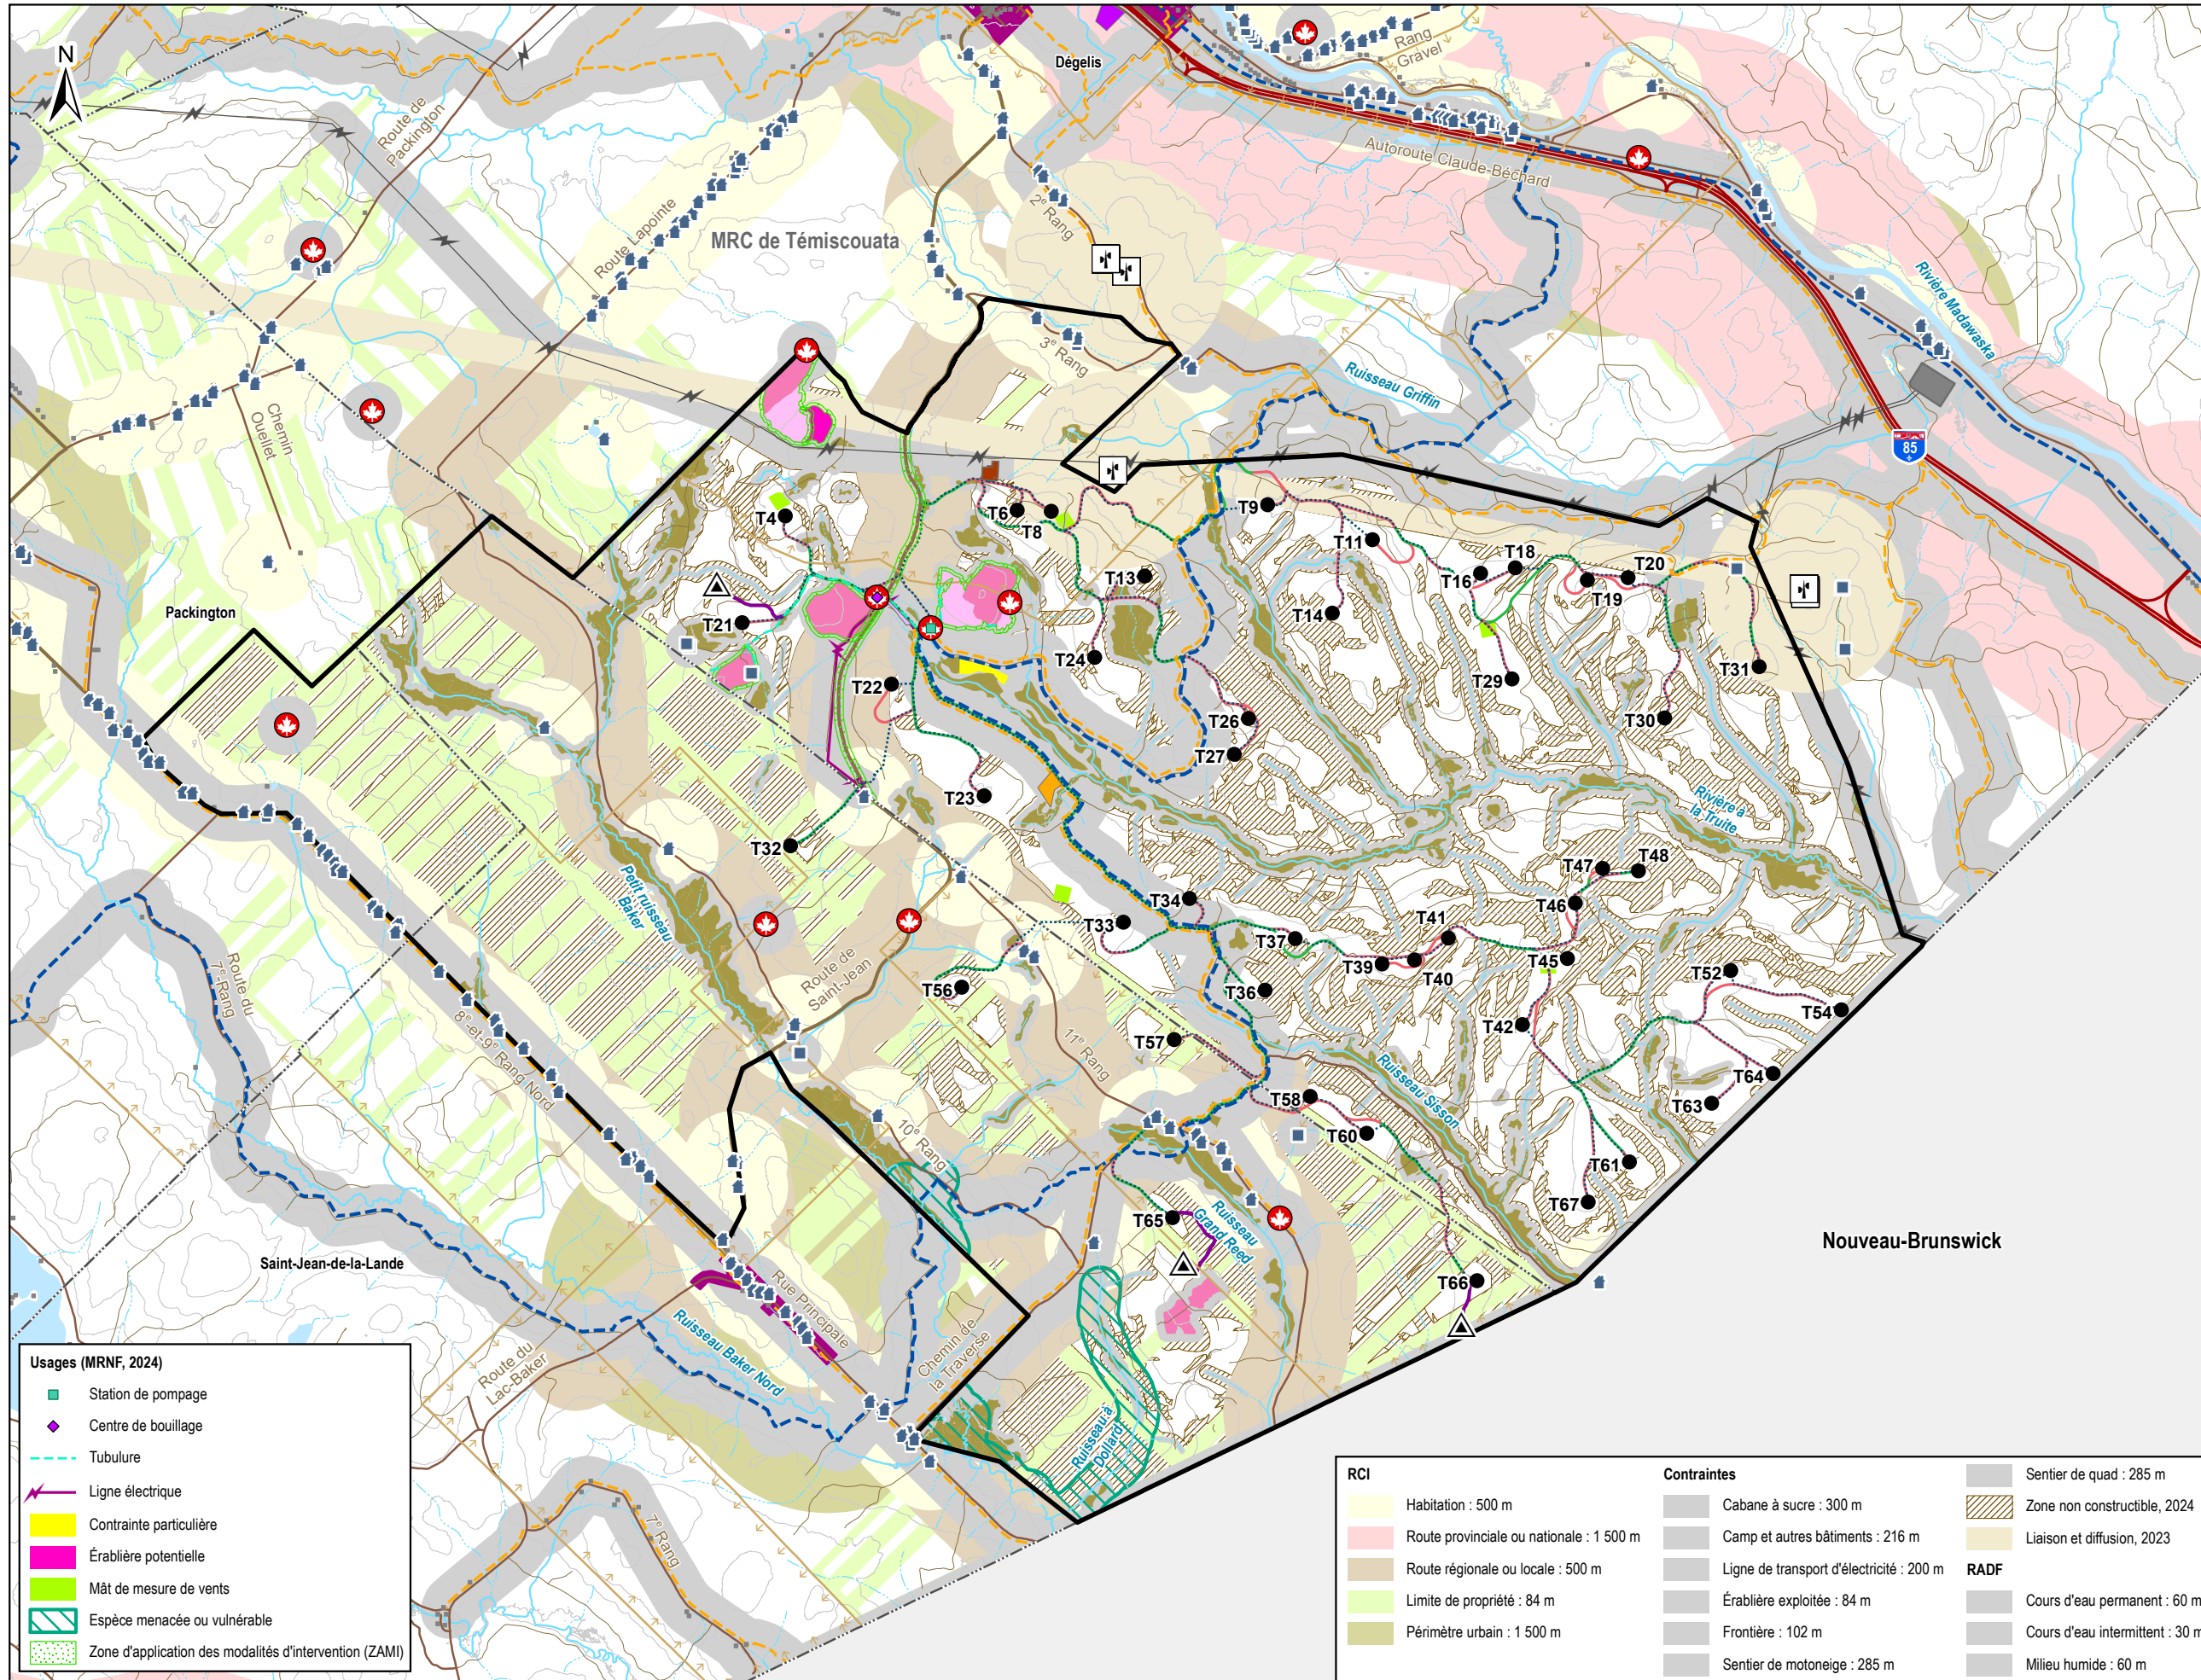 N
Dégelis
Rang
Gravel
Route de
Packington
Autoroute Claude-Béchard
2e Rang
MRC de Témiscouata
Route Lapointe
Rivière Madawaska
3e Rang
Ruisseau Griffin
Chemin
Ouellet
85
T4
T6
T8
T9
T11
T13
T14
T16
T18
T19
T20
Packington
T21
T22
T24
T26
T27
T29
T30
T31
T23
T32
Rivière à
la Truite
T47
T48
T46
Petit ruisseau
Baker
T34
T33
T37
T41
T39
T40
T45
T52
T54
Route de
Saint-Jean
T56
T36
T42
Route du
7e Rang
8e-et-9e Rang Nord
11e Rang
T57
T58
T60
Ruisseau Sisson
T64
T63
10e Rang
T61
T67
T65
Ruisseau
Grand Reed
T66
Nouveau-Brunswick
Saint-Jean-de-la-Lande
Rue Principale
Ruisseau Baker Nord
Chemin de
la Traverse
Route du
Lac-Baker
Ruisseau à
Dollard
7e Rang
Usages (MRNF, 2024)
Station de pompage
Centre de bouillage
Tubulure
Ligne électrique
Contrainte particulière
Érablière potentielle
Mât de mesure de vents
Espèce menacée ou vulnérable
Zone d'application des modalités d'intervention (ZAMI)
RCI
Habitation : 500 m
Route provinciale ou nationale : 1 500 m
Route régionale ou locale : 500 m
Limite de propriété : 84 m
Périmètre urbain : 1 500 m
Contraintes
Cabane à sucre : 300 m
Camp et autres bâtiments : 216 m
Ligne de transport d'électricité : 200 m
Érablière exploitée : 84 m
Frontière : 102 m
Sentier de motoneige : 285 m
Sentier de quad : 285 m
Zone non constructible, 2024
Liaison et diffusion, 2023
RADF
Cours d'eau permanent : 60 m
Cours d'eau intermittent : 30 m
Milieu humide : 60 m